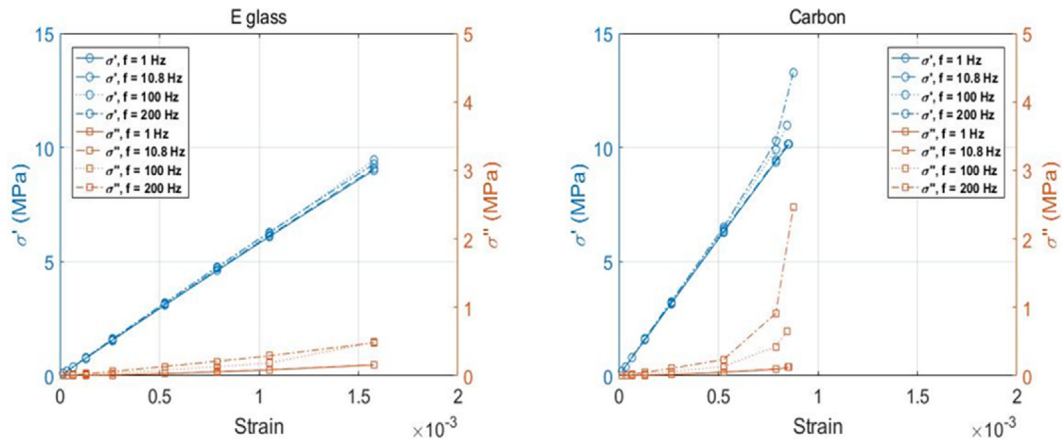 E glass
15
10
5
0
σ' (MPa)
σ', f = 1 Hz
σ', f = 10.8 Hz
σ', f = 100 Hz
σ', f = 200 Hz
σ'', f = 1 Hz
σ'', f = 10.8 Hz
σ'', f = 100 Hz
σ'', f = 200 Hz
5
4
3
2
1
0
σ'' (MPa)
0 0.5 1 1.5 2
Strain
×10⁻³
Carbon
15
10
5
0
σ' (MPa)
σ', f = 1 Hz
σ', f = 10.8 Hz
σ', f = 100 Hz
σ', f = 200 Hz
σ'', f = 1 Hz
σ'', f = 10.8 Hz
σ'', f = 100 Hz
σ'', f = 200 Hz
5
4
3
2
1
0
σ'' (MPa)
0 0.5 1 1.5 2
Strain
×10⁻³